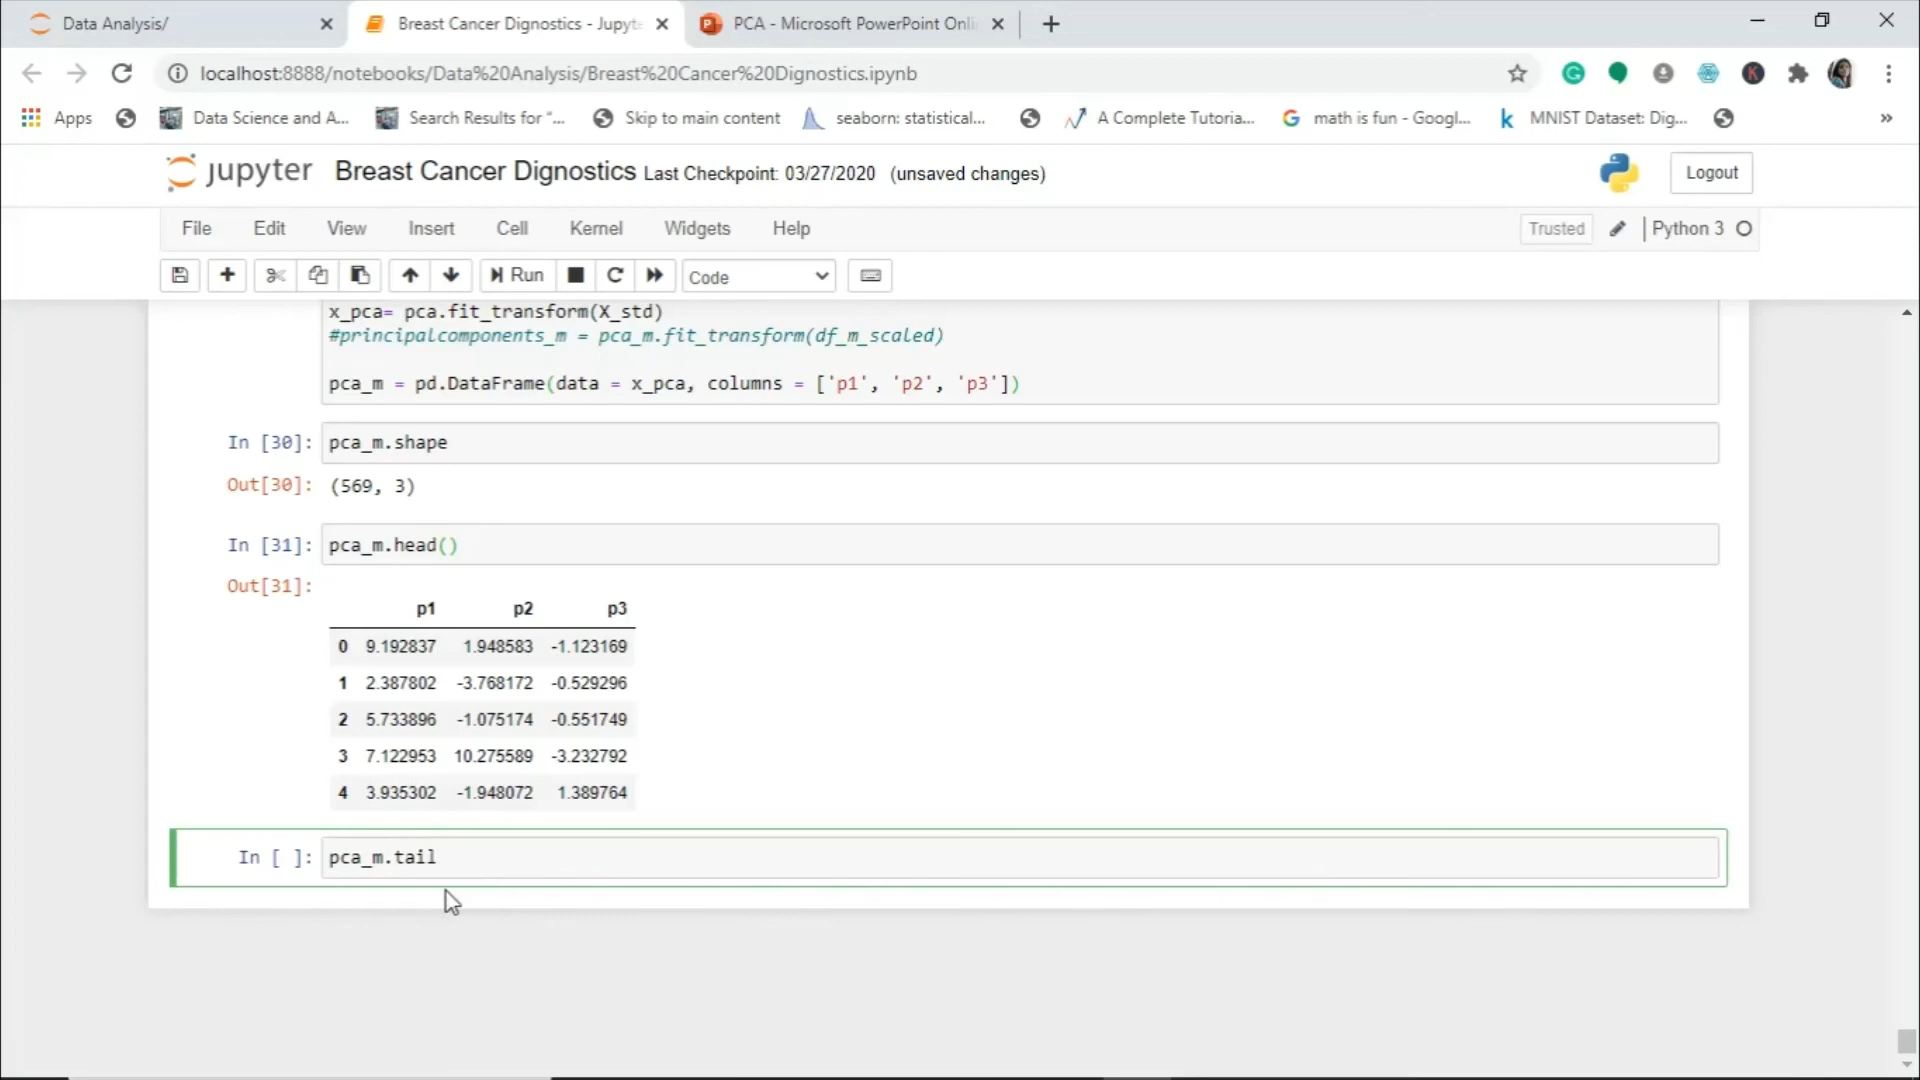 Data Analysis/
Breast Cancer Dignostics - Jupyt
PCA - Microsoft PowerPoint Onli
localhost:8888/notebooks/Data%20Analysis/Breast%20Cancer%20Dignostics.ipynb
Apps
Data Science and A...
Search Results for "...
Skip to main content
seaborn: statistical...
A Complete Tutoria...
math is fun - Googl...
MNIST Dataset: Dig...
»
jupyter Breast Cancer Dignostics Last Checkpoint: 03/27/2020 (unsaved changes)
Logout
File Edit View Insert Cell Kernel Widgets Help
Trusted
Python 3
Run
Code
x_pca= pca.fit_transform(X_std)
#principalcomponents_m = pca_m.fit_transform(df_m_scaled)
pca_m = pd.DataFrame(data = x_pca, columns = ['p1', 'p2', 'p3'])
In [30]: pca_m.shape
Out[30]: (569, 3)
In [31]: pca_m.head()
Out[31]:
p1 p2 p3
0 9.192837 1.948583 -1.123169
1 2.387802 -3.768172 -0.529296
2 5.733896 -1.075174 -0.551749
3 7.122953 10.275589 -3.232792
4 3.935302 -1.948072 1.389764
In [ ]: pca_m.tail